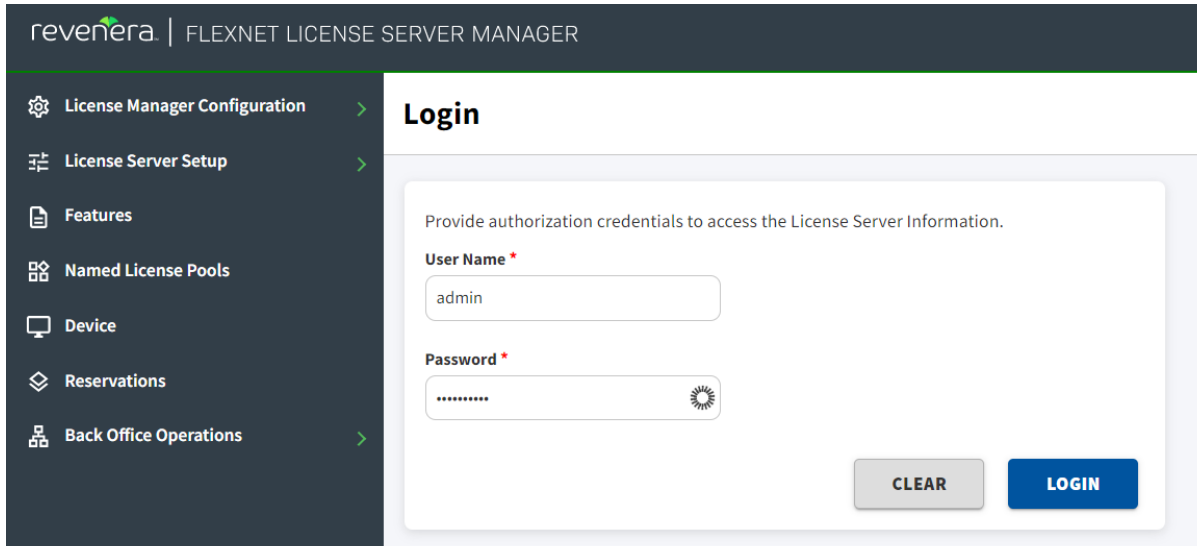 revenera. | FLEXNET LICENSE SERVER MANAGER
License Manager Configuration
License Server Setup
Features
Named License Pools
Device
Reservations
Back Office Operations
Login
Provide authorization credentials to access the License Server Information.
User Name *
admin
Password *
••••••••••
CLEAR LOGIN